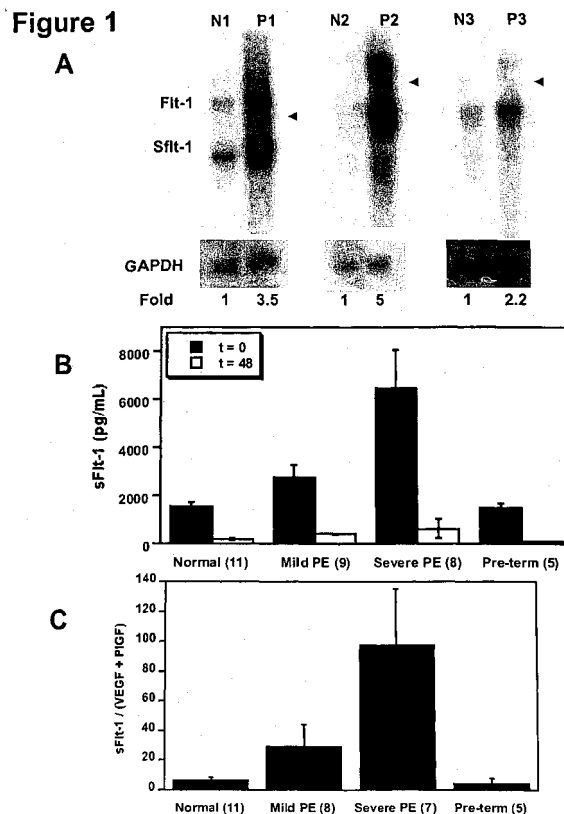 Figure 1
A
N1 P1 N2 P2 N3 P3
Flt-1
Sflt-1
GAPDH
Fold 1 3.5 1 5 1 2.2
B
t = 0
t = 48
sFlt-1 (pg/mL)
8000
6000
4000
2000
0
Normal (11) Mild PE (9) Severe PE (8) Pre-term (5)
C
sFlt-1 / (VEGF + PlGF)
140
120
100
80
60
40
20
0
Normal (11) Mild PE (8) Severe PE (7) Pre-term (5)